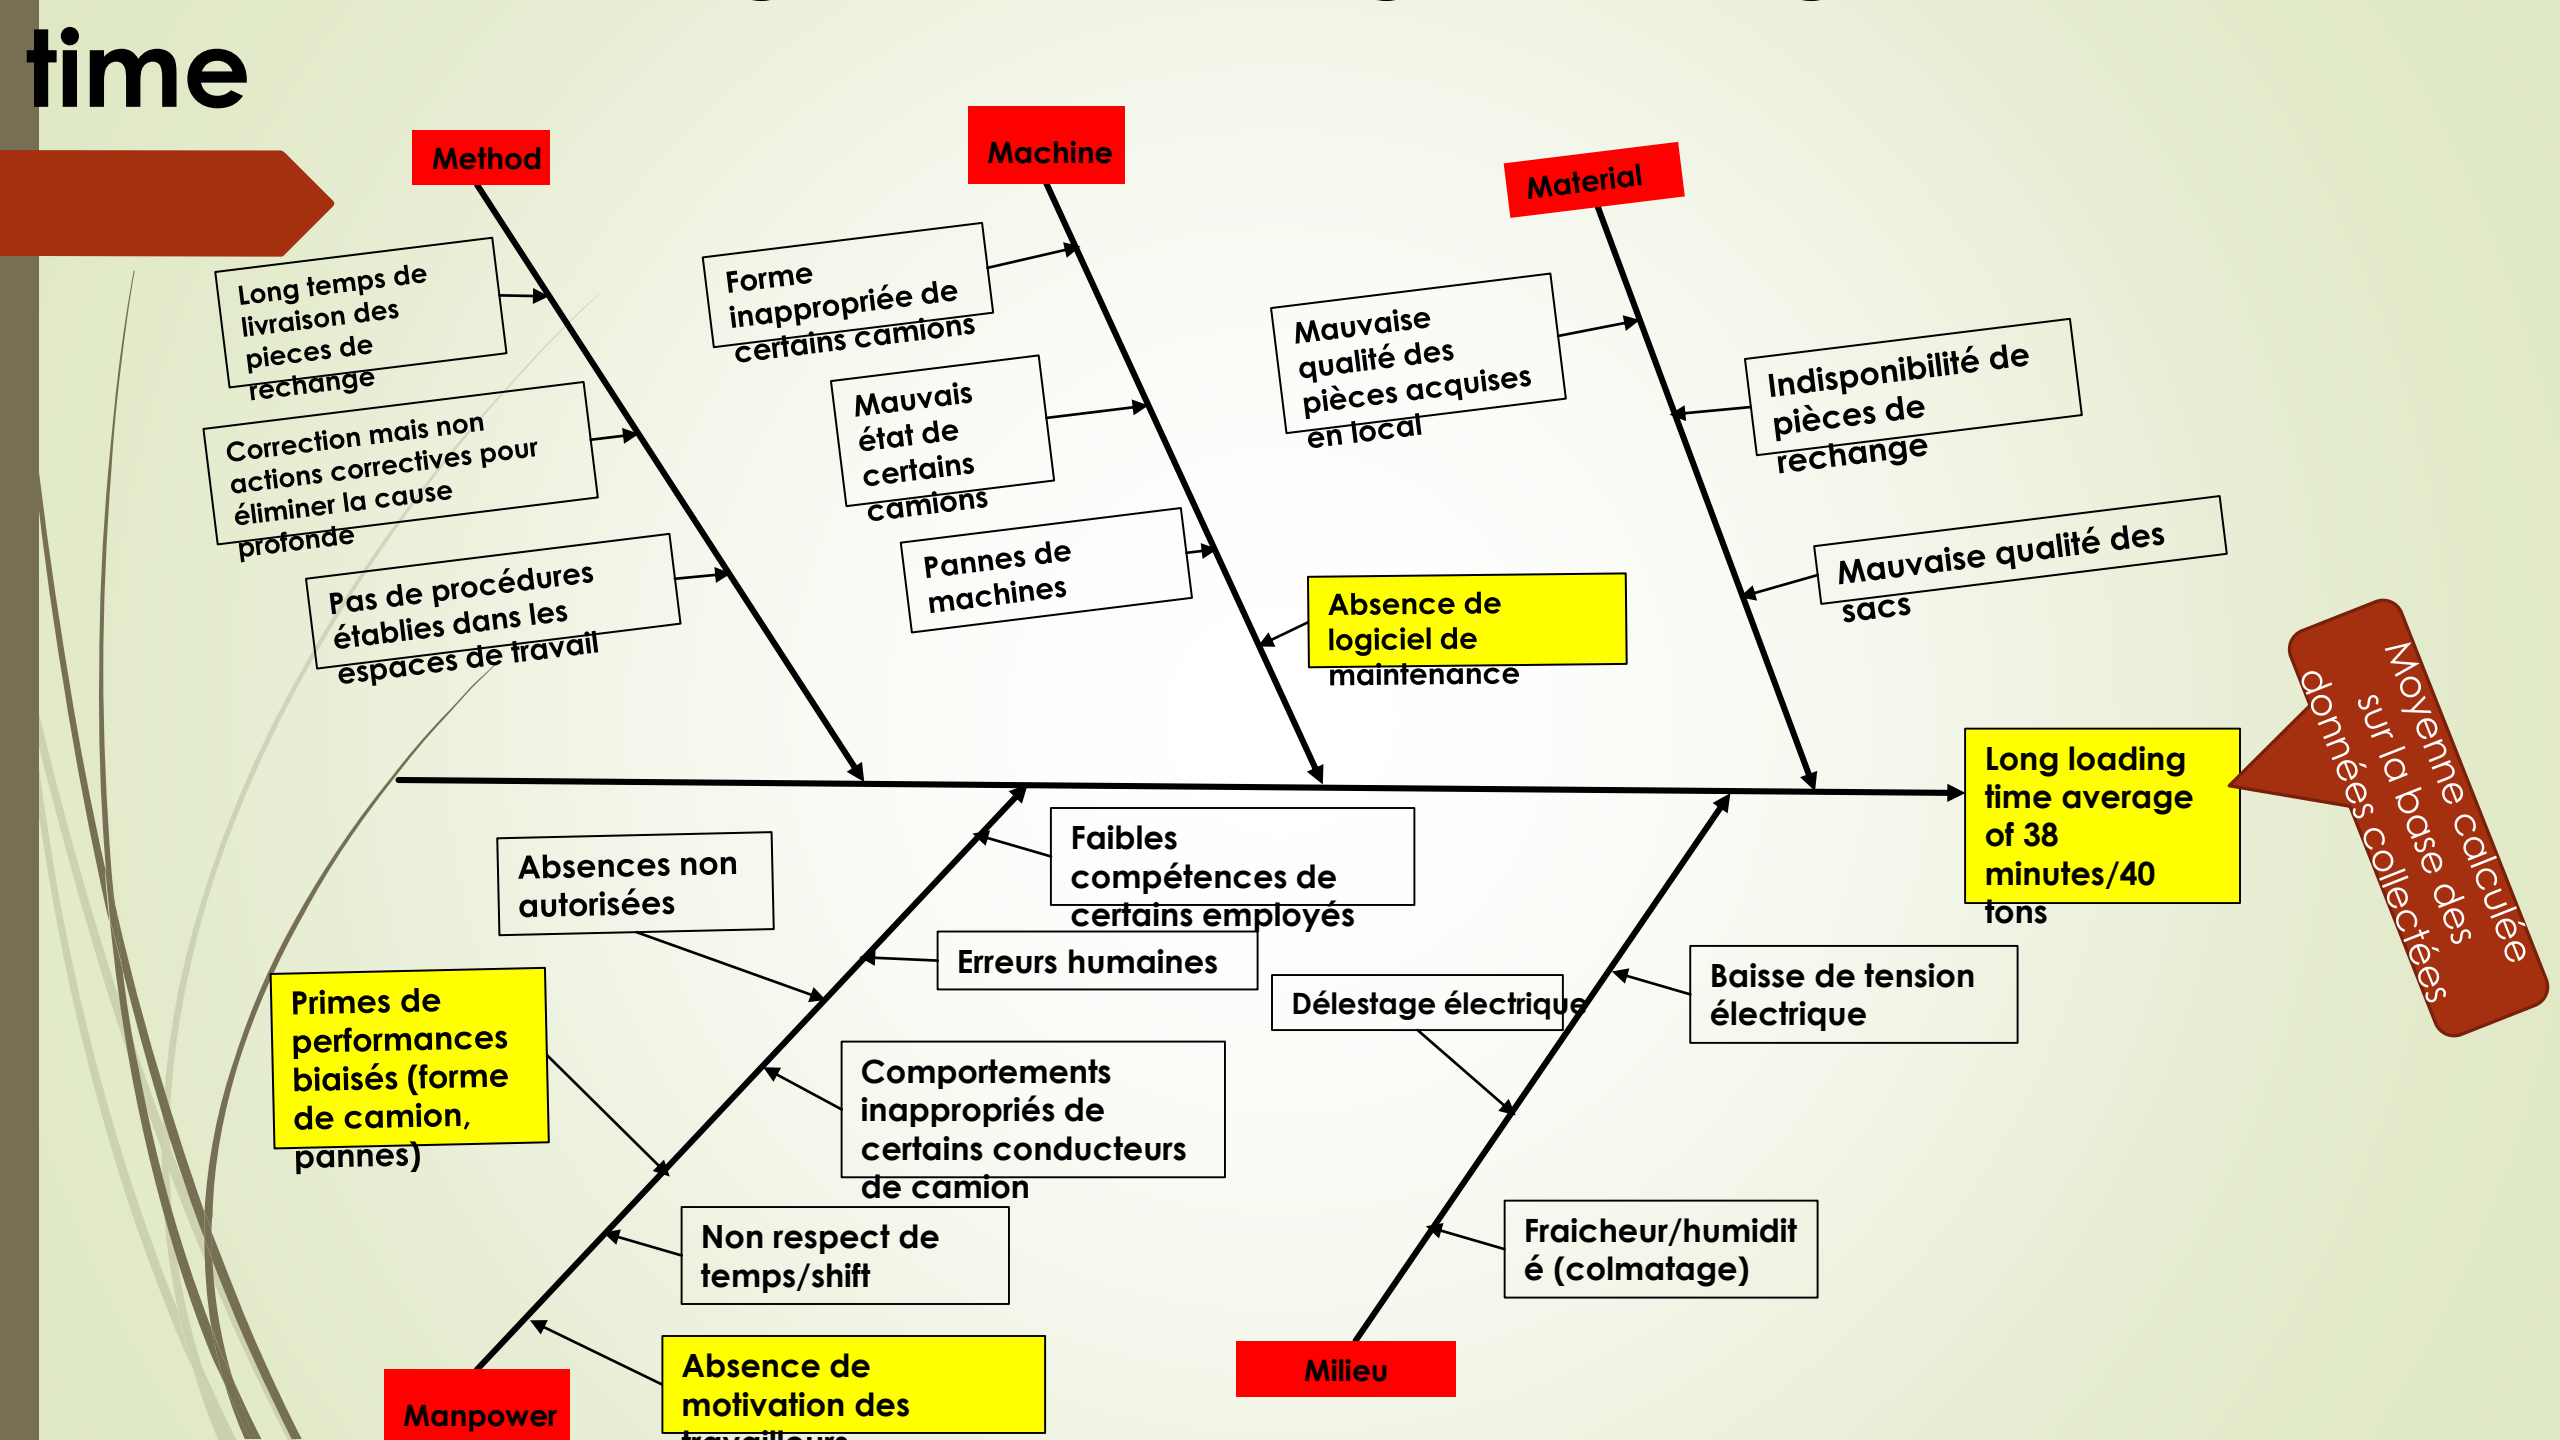 time
Method
Machine
Material
Long temps de
livraison des
pieces de
rechange
Correction mais non
actions correctives pour
éliminer la cause
profonde
Pas de procédures
établies dans les
espaces de travail
Forme
inappropriée de
certains camions
Mauvais
état de
certains
camions
Pannes de
machines
Absence de
logiciel de
maintenance
Mauvaise
qualité des
pièces acquises
en local
Indisponibilité de
pièces de
rechange
Mauvaise qualité des
sacs
Long loading
time average
of 38
minutes/40
tons
Moyenne calculée
sur la base des
données collectées
Absences non
autorisées
Faibles
compétences de
certains employés
Erreurs humaines
Primes de
performances
biaisés (forme
de camion,
pannes)
Comportements
inappropriés de
certains conducteurs
de camion
Non respect de
temps/shift
Absence de
motivation des
travailleurs
Délestage électrique
Baisse de tension
électrique
Fraicheur/humidit
é (colmatage)
Manpower
Milieu